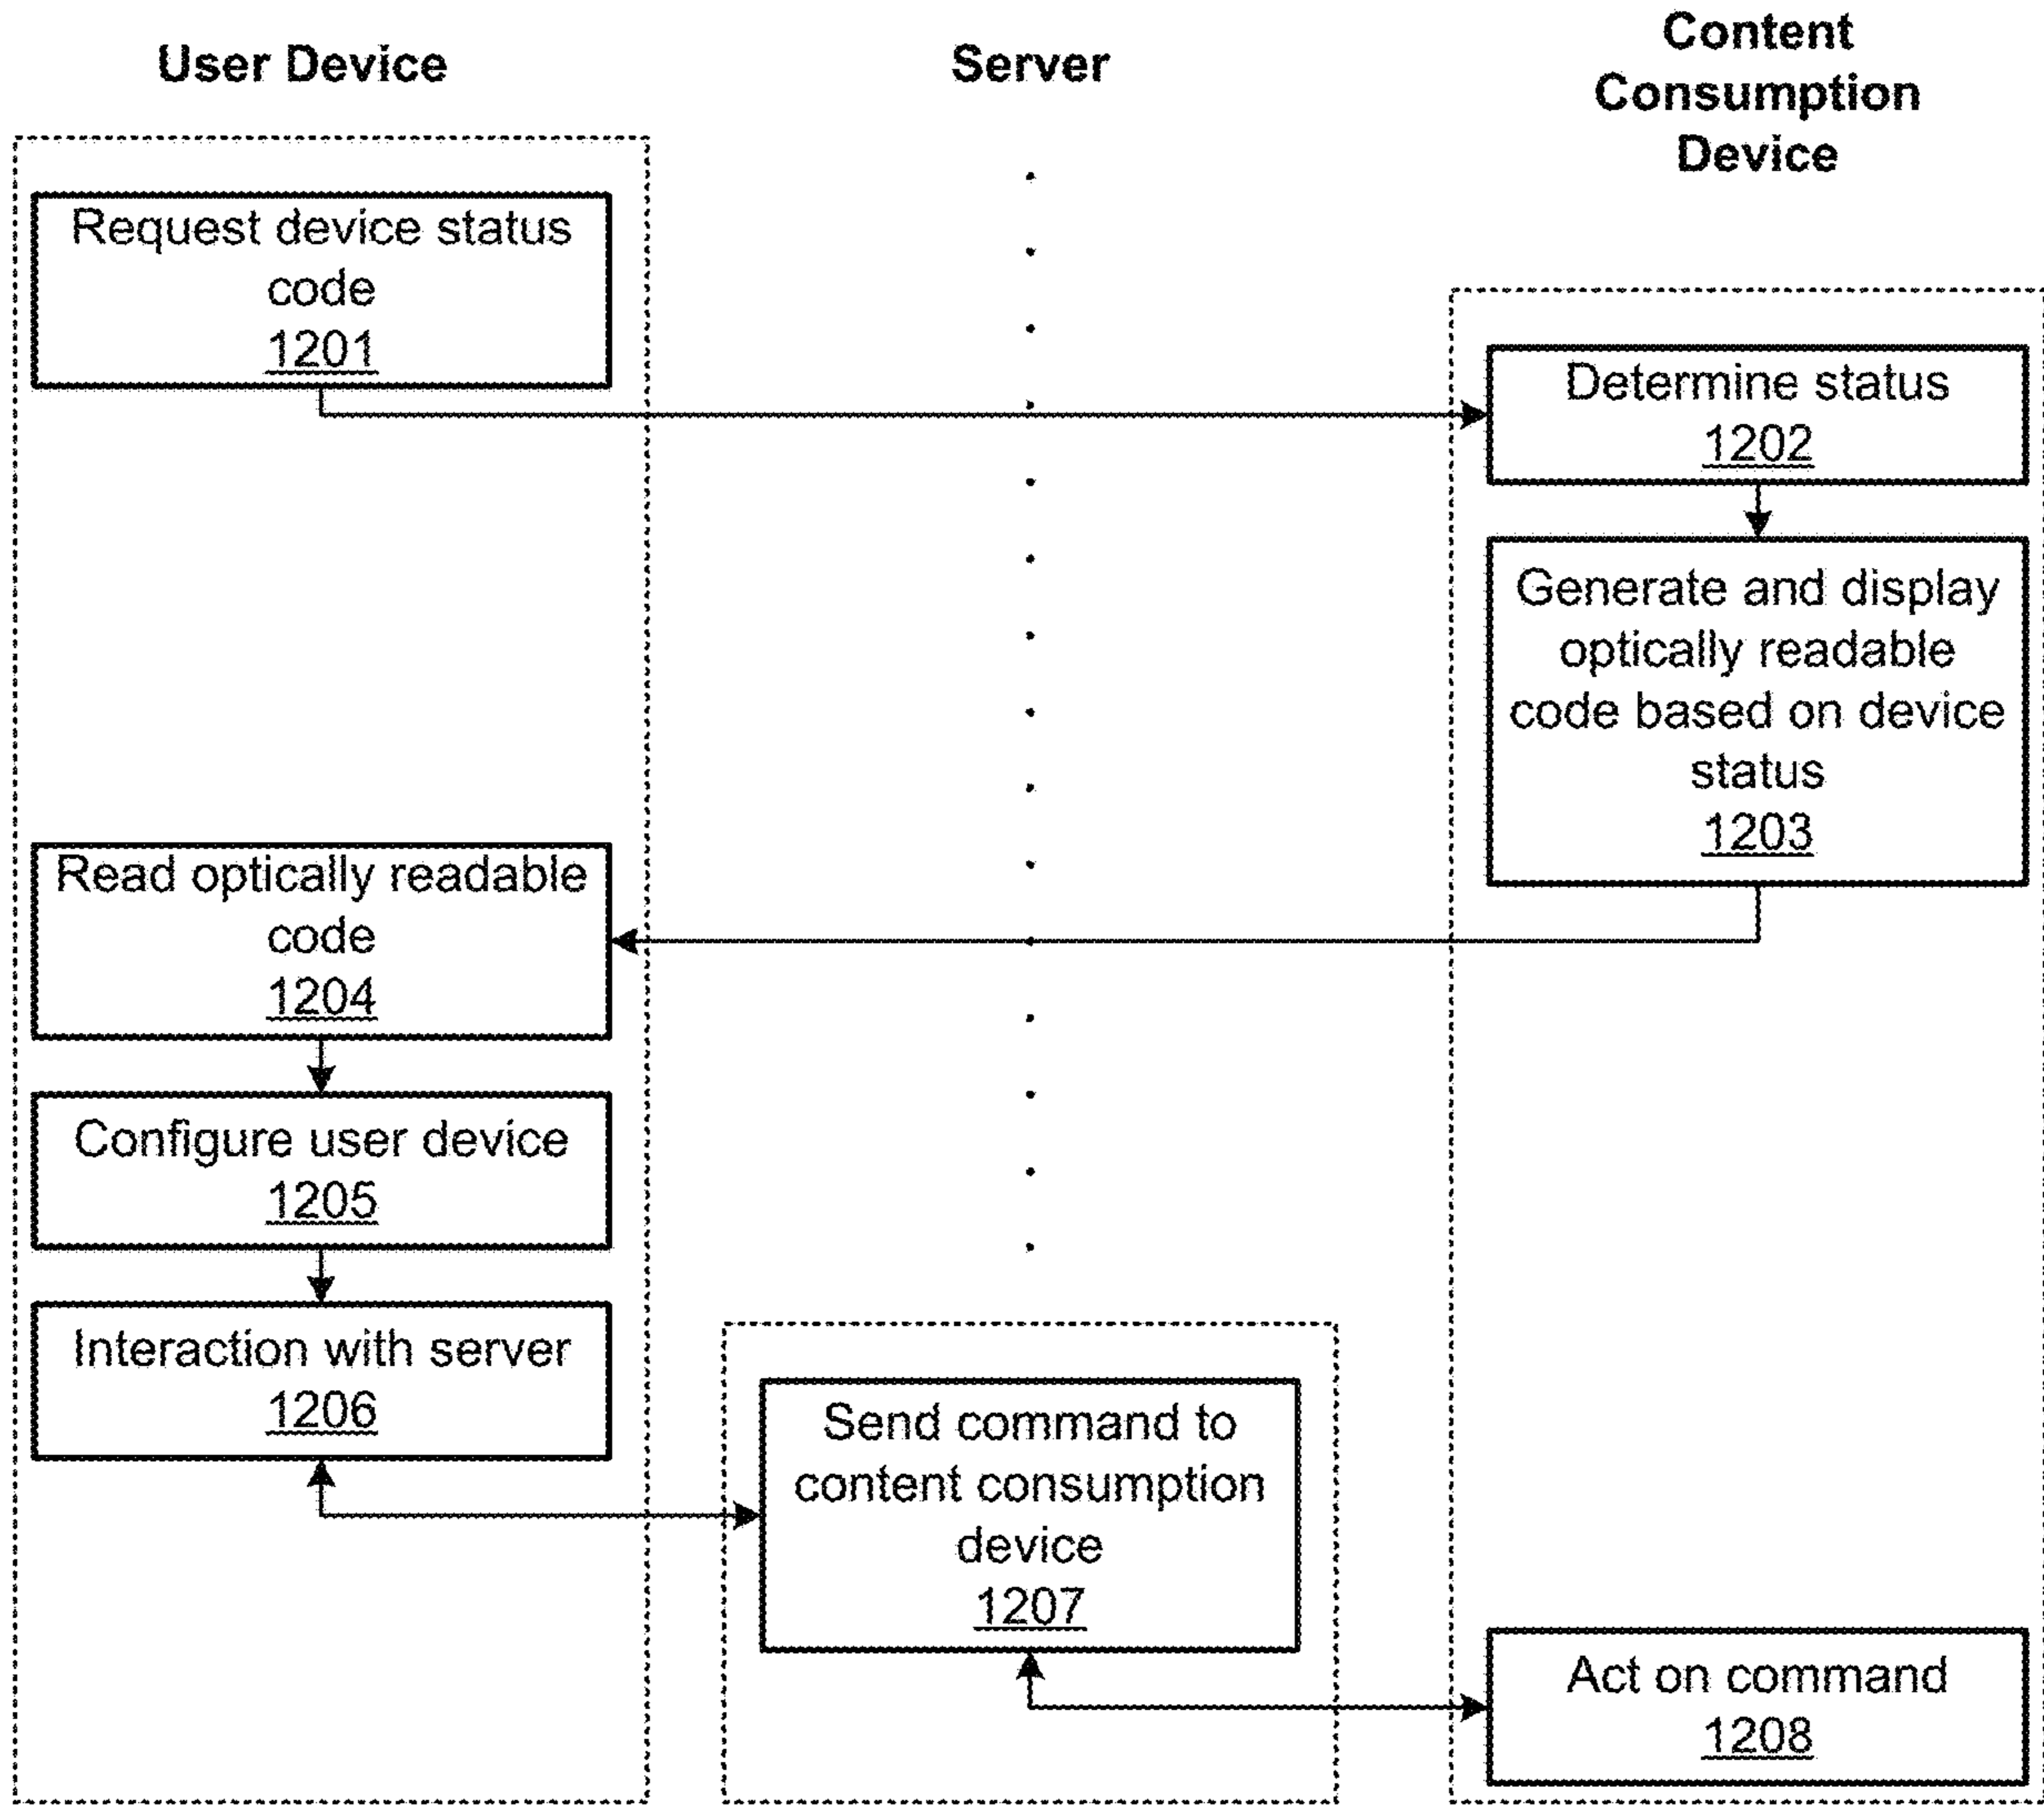 User Device
Server
Content
Consumption
Device
Request device status
code
1201
Determine status
1202
Generate and display
optically readable
code based on device
status
1203
Read optically readable
code
1204
Configure user device
1205
Interaction with server
1206
Send command to
content consumption
device
1207
Act on command
1208